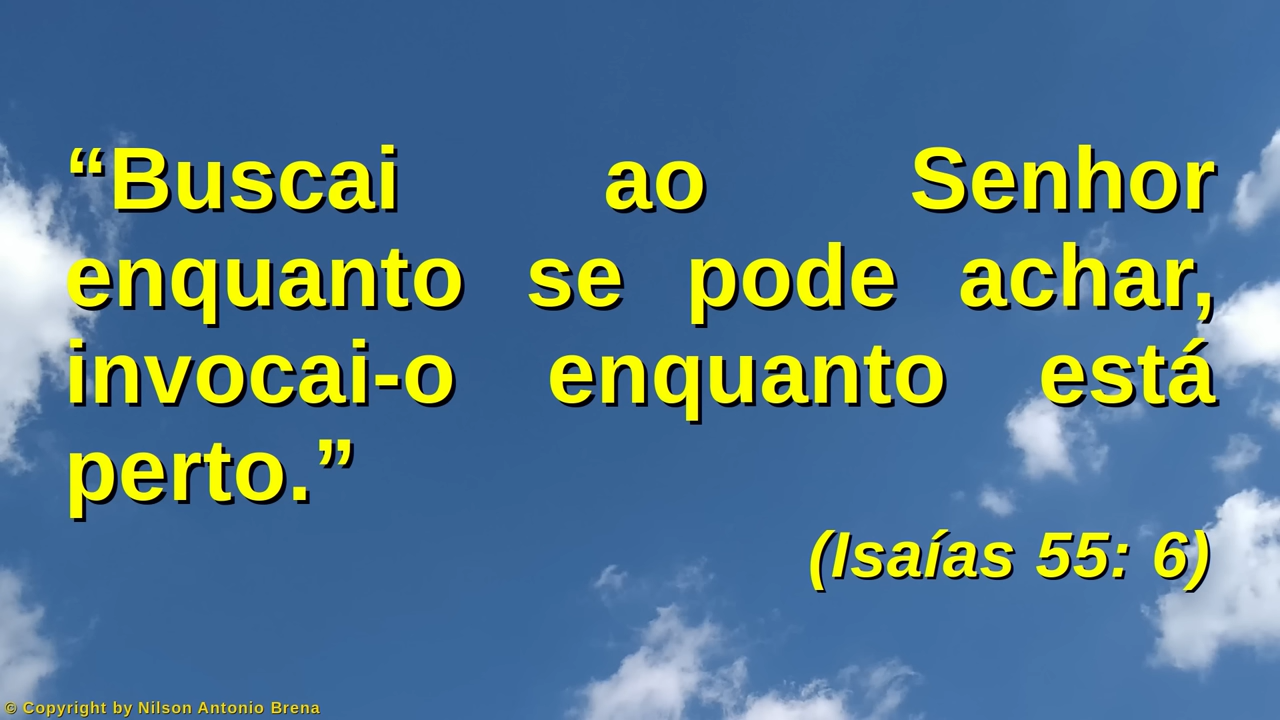 “Buscai ao Senhor
enquanto se pode achar,
invocai-o enquanto está
perto.”
(Isaías 55: 6)
© Copyright by Nilson Antonio Brena